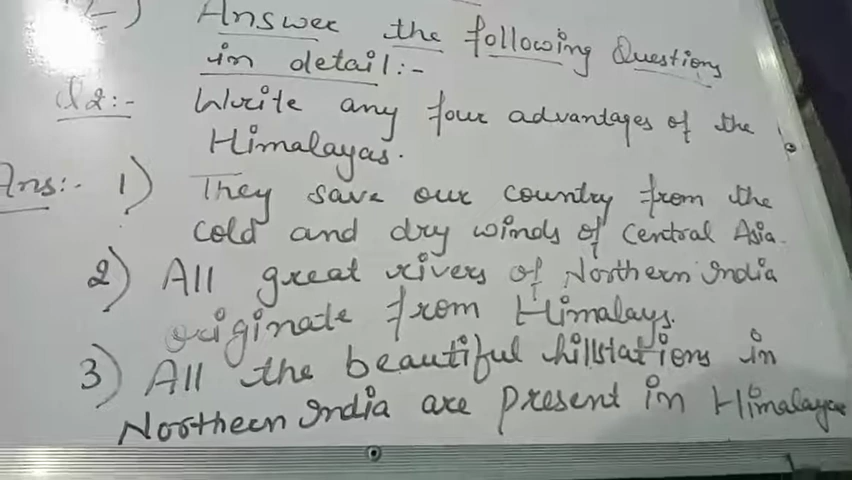 2) Answer the following Questions
in detail:-
Q2:- Write any four advantages of the
Himalayas.
Ans:- 1) They save our country from the
cold and dry winds of Central Asia.
2) All great rivers of Northern India
originate from Himalays.
3) All the beautiful hillstations in
Northern India are present in Himalayas